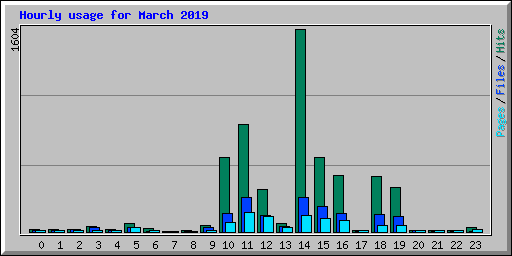 Hourly usage for March 2019
1604
Pages/Files/Hits
0 1 2 3 4 5 6 7 8 9 10 11 12 13 14 15 16 17 18 19 20 21 22 23